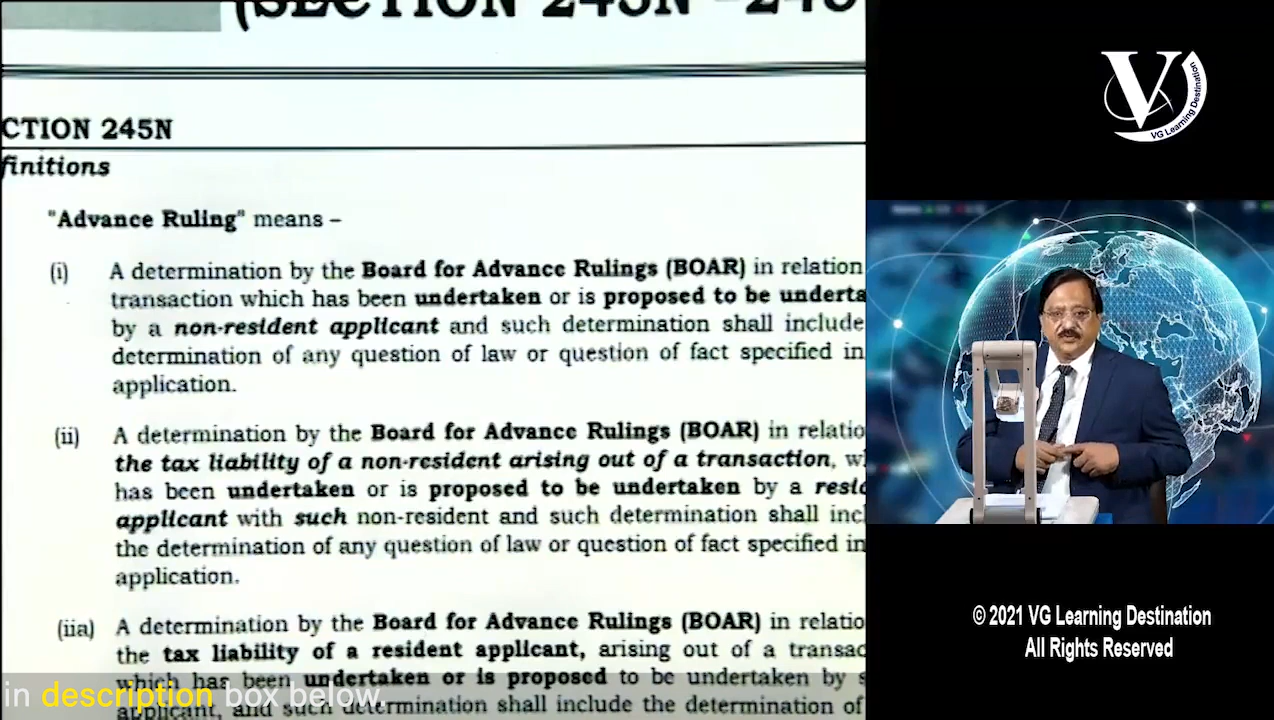 (SECTION 245N -245
CTION 245N
finitions
"Advance Ruling" means –
(i) A determination by the Board for Advance Rulings (BOAR) in relation
transaction which has been undertaken or is proposed to be underta
by a non-resident applicant and such determination shall include
determination of any question of law or question of fact specified in
application.
(ii) A determination by the Board for Advance Rulings (BOAR) in relatio
the tax liability of a non-resident arising out of a transaction, w
has been undertaken or is proposed to be undertaken by a resid
applicant with such non-resident and such determination shall incl
the determination of any question of law or question of fact specified in
application.
(iia) A determination by the Board for Advance Rulings (BOAR) in relatio
the tax liability of a resident applicant, arising out of a transac
which has been undertaken or is proposed to be undertaken by s
applicant, and such determination shall include the determination of
in description box below.
V
VG Learning Destination
© 2021 VG Learning Destination
All Rights Reserved